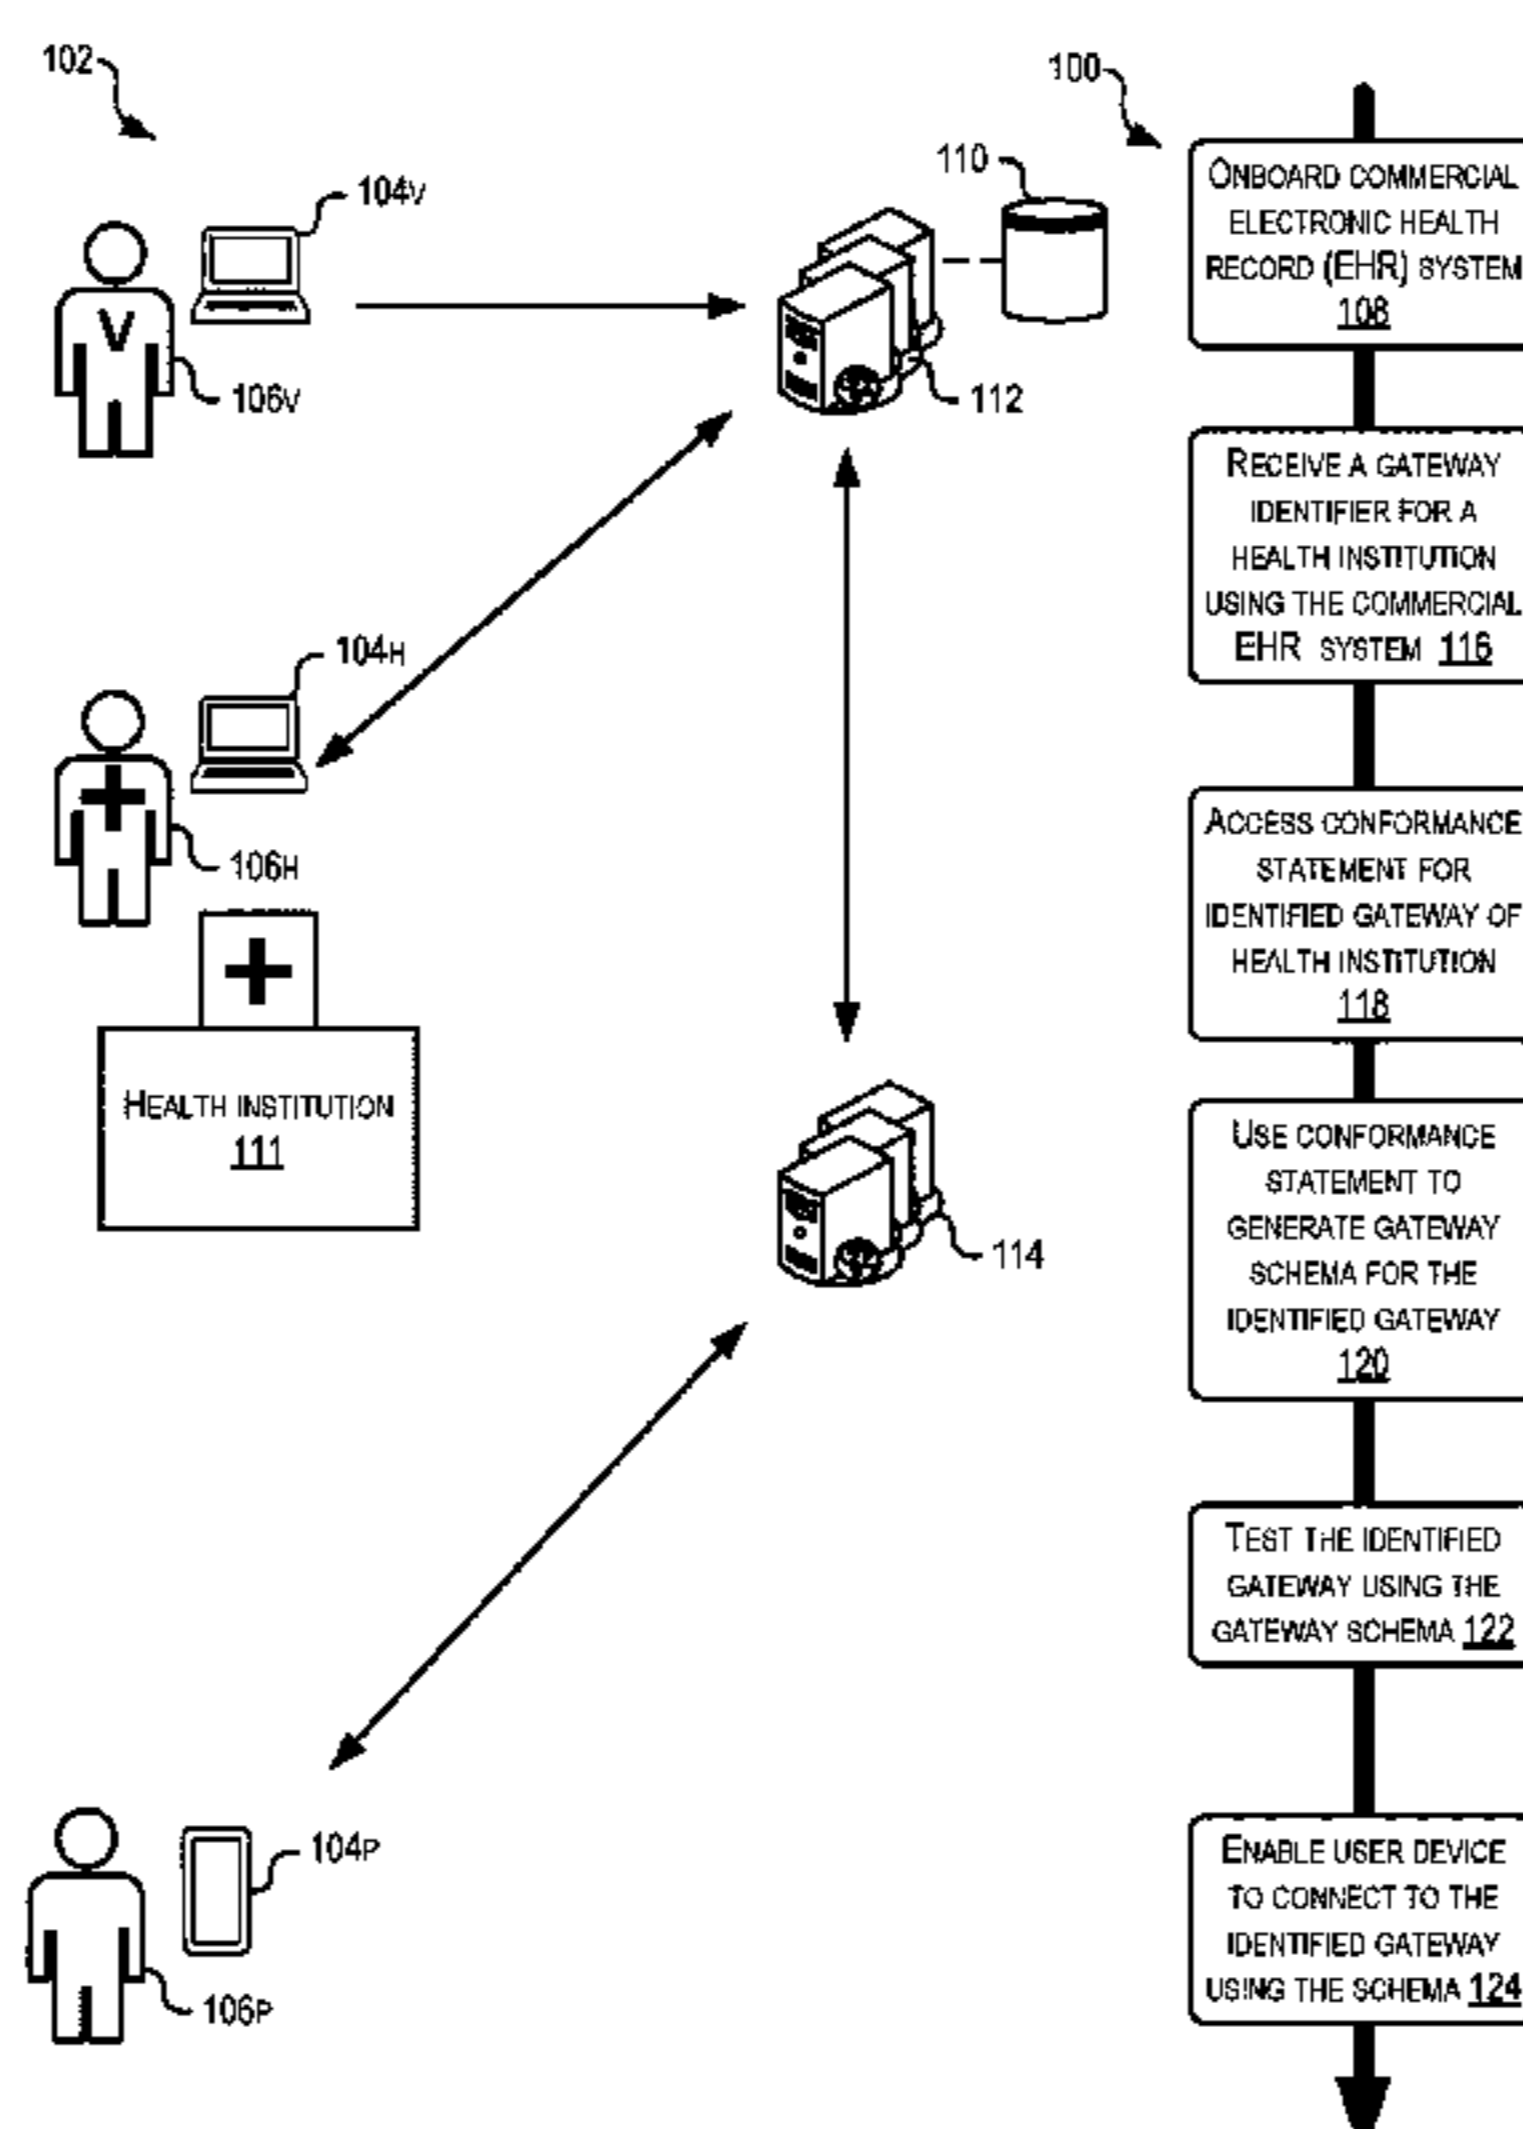 102
104V
106V
104H
106H
HEALTH INSTITUTION
111
104P
106P
110
112
114
100
ONBOARD COMMERCIAL
ELECTRONIC HEALTH
RECORD (EHR) SYSTEM
108
RECEIVE A GATEWAY
IDENTIFIER FOR A
HEALTH INSTITUTION
USING THE COMMERCIAL
EHR SYSTEM 116
ACCESS CONFORMANCE
STATEMENT FOR
IDENTIFIED GATEWAY OF
HEALTH INSTITUTION
118
USE CONFORMANCE
STATEMENT TO
GENERATE GATEWAY
SCHEMA FOR THE
IDENTIFIED GATEWAY
120
TEST THE IDENTIFIED
GATEWAY USING THE
GATEWAY SCHEMA 122
ENABLE USER DEVICE
TO CONNECT TO THE
IDENTIFIED GATEWAY
USING THE SCHEMA 124
V